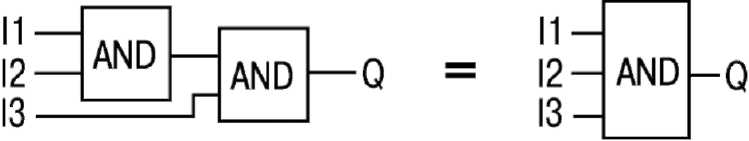 I1 AND I1
I2 AND Q = I2 AND Q
I3 I3